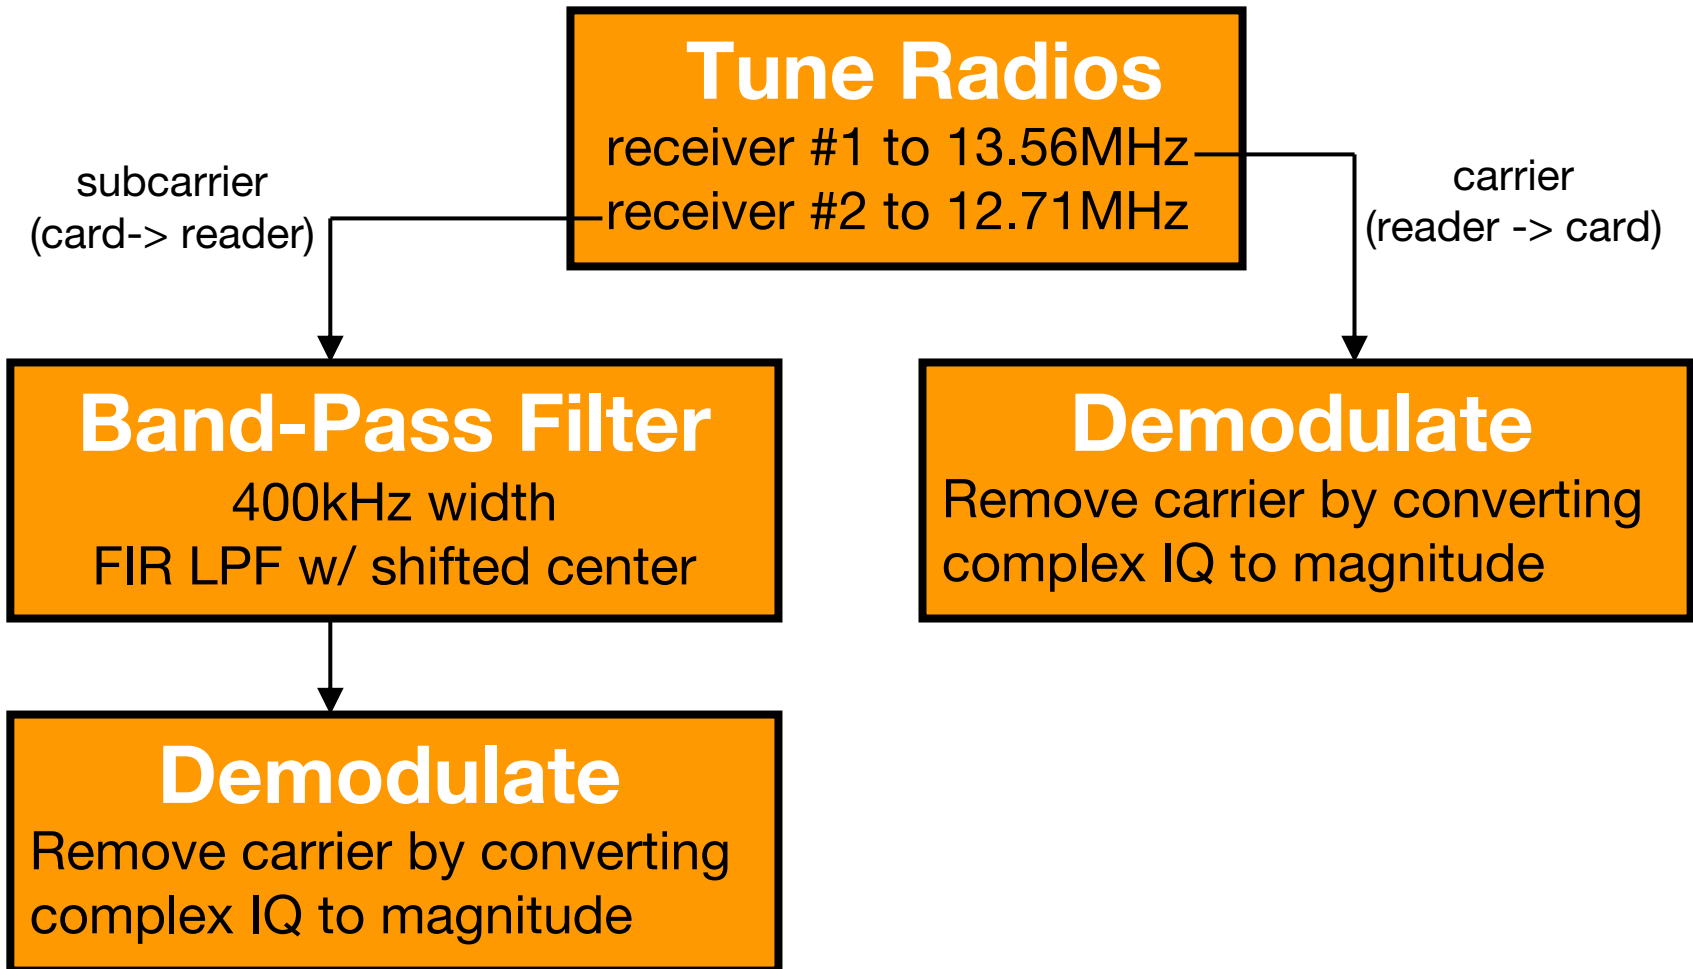 Tune Radios
receiver #1 to 13.56MHz
receiver #2 to 12.71MHz
subcarrier
(card-> reader)
carrier
(reader -> card)
Band-Pass Filter
400kHz width
FIR LPF w/ shifted center
Demodulate
Remove carrier by converting
complex IQ to magnitude
Demodulate
Remove carrier by converting
complex IQ to magnitude